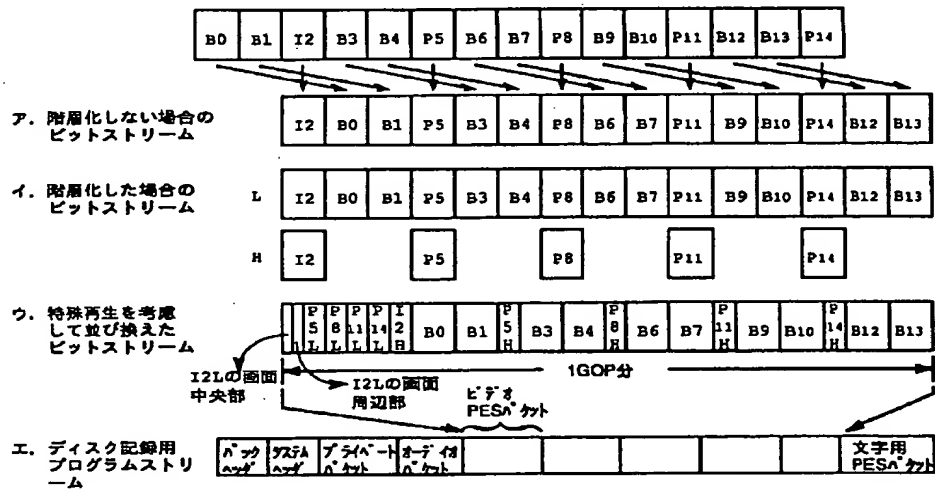 B0 B1 I2 B3 B4 P5 B6 B7 P8 B9 B10 P11 B12 B13 P14
ア. 階層化しない場合の
ビットストリーム
I2 B0 B1 P5 B3 B4 P8 B6 B7 P11 B9 B10 P14 B12 B13
イ. 階層化した場合の
ビットストリーム
L
I2 B0 B1 P5 B3 B4 P8 B6 B7 P11 B9 B10 P14 B12 B13
H
I2 P5 P8 P11 P14
ウ. 特殊再生を考慮
して並び換えた
ビットストリーム
P5L P8L P11L P14L I2H B0 B1 P5H B3 B4 P8H B6 B7 P11H B9 B10 P14H B12 B13
I2Lの画面
中央部
I2Lの画面
周辺部
1GOP分
ビデオ
PESパケット
エ. ディスク記録用
プログラムストリ
ーム
パック
ヘッダ
システム
ヘッダ
プライベート
パケット
オーディオ
パケット
文字用
PESパケット